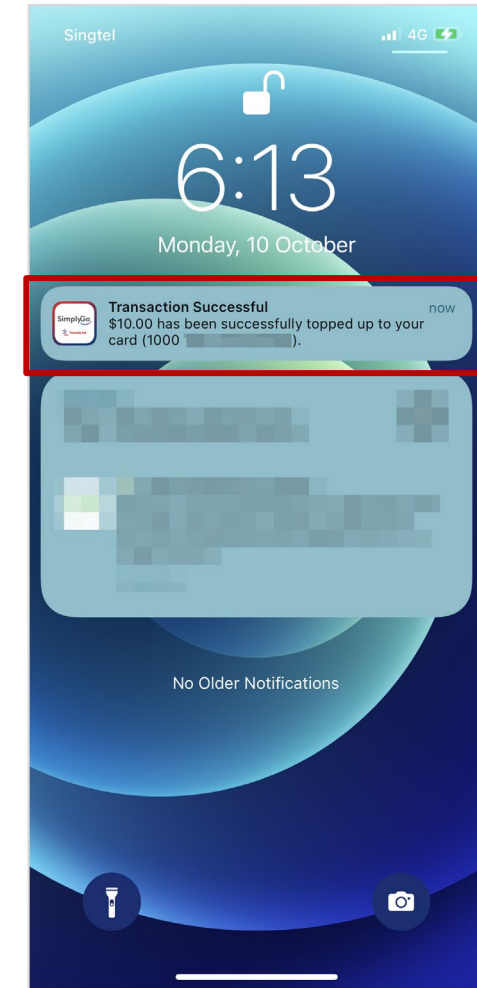 Singtel 4G
6:13
Monday, 10 October
SimplyGo
TransitLink
Transaction Successful now
$10.00 has been successfully topped up to your
card (1000 ).
No Older Notifications